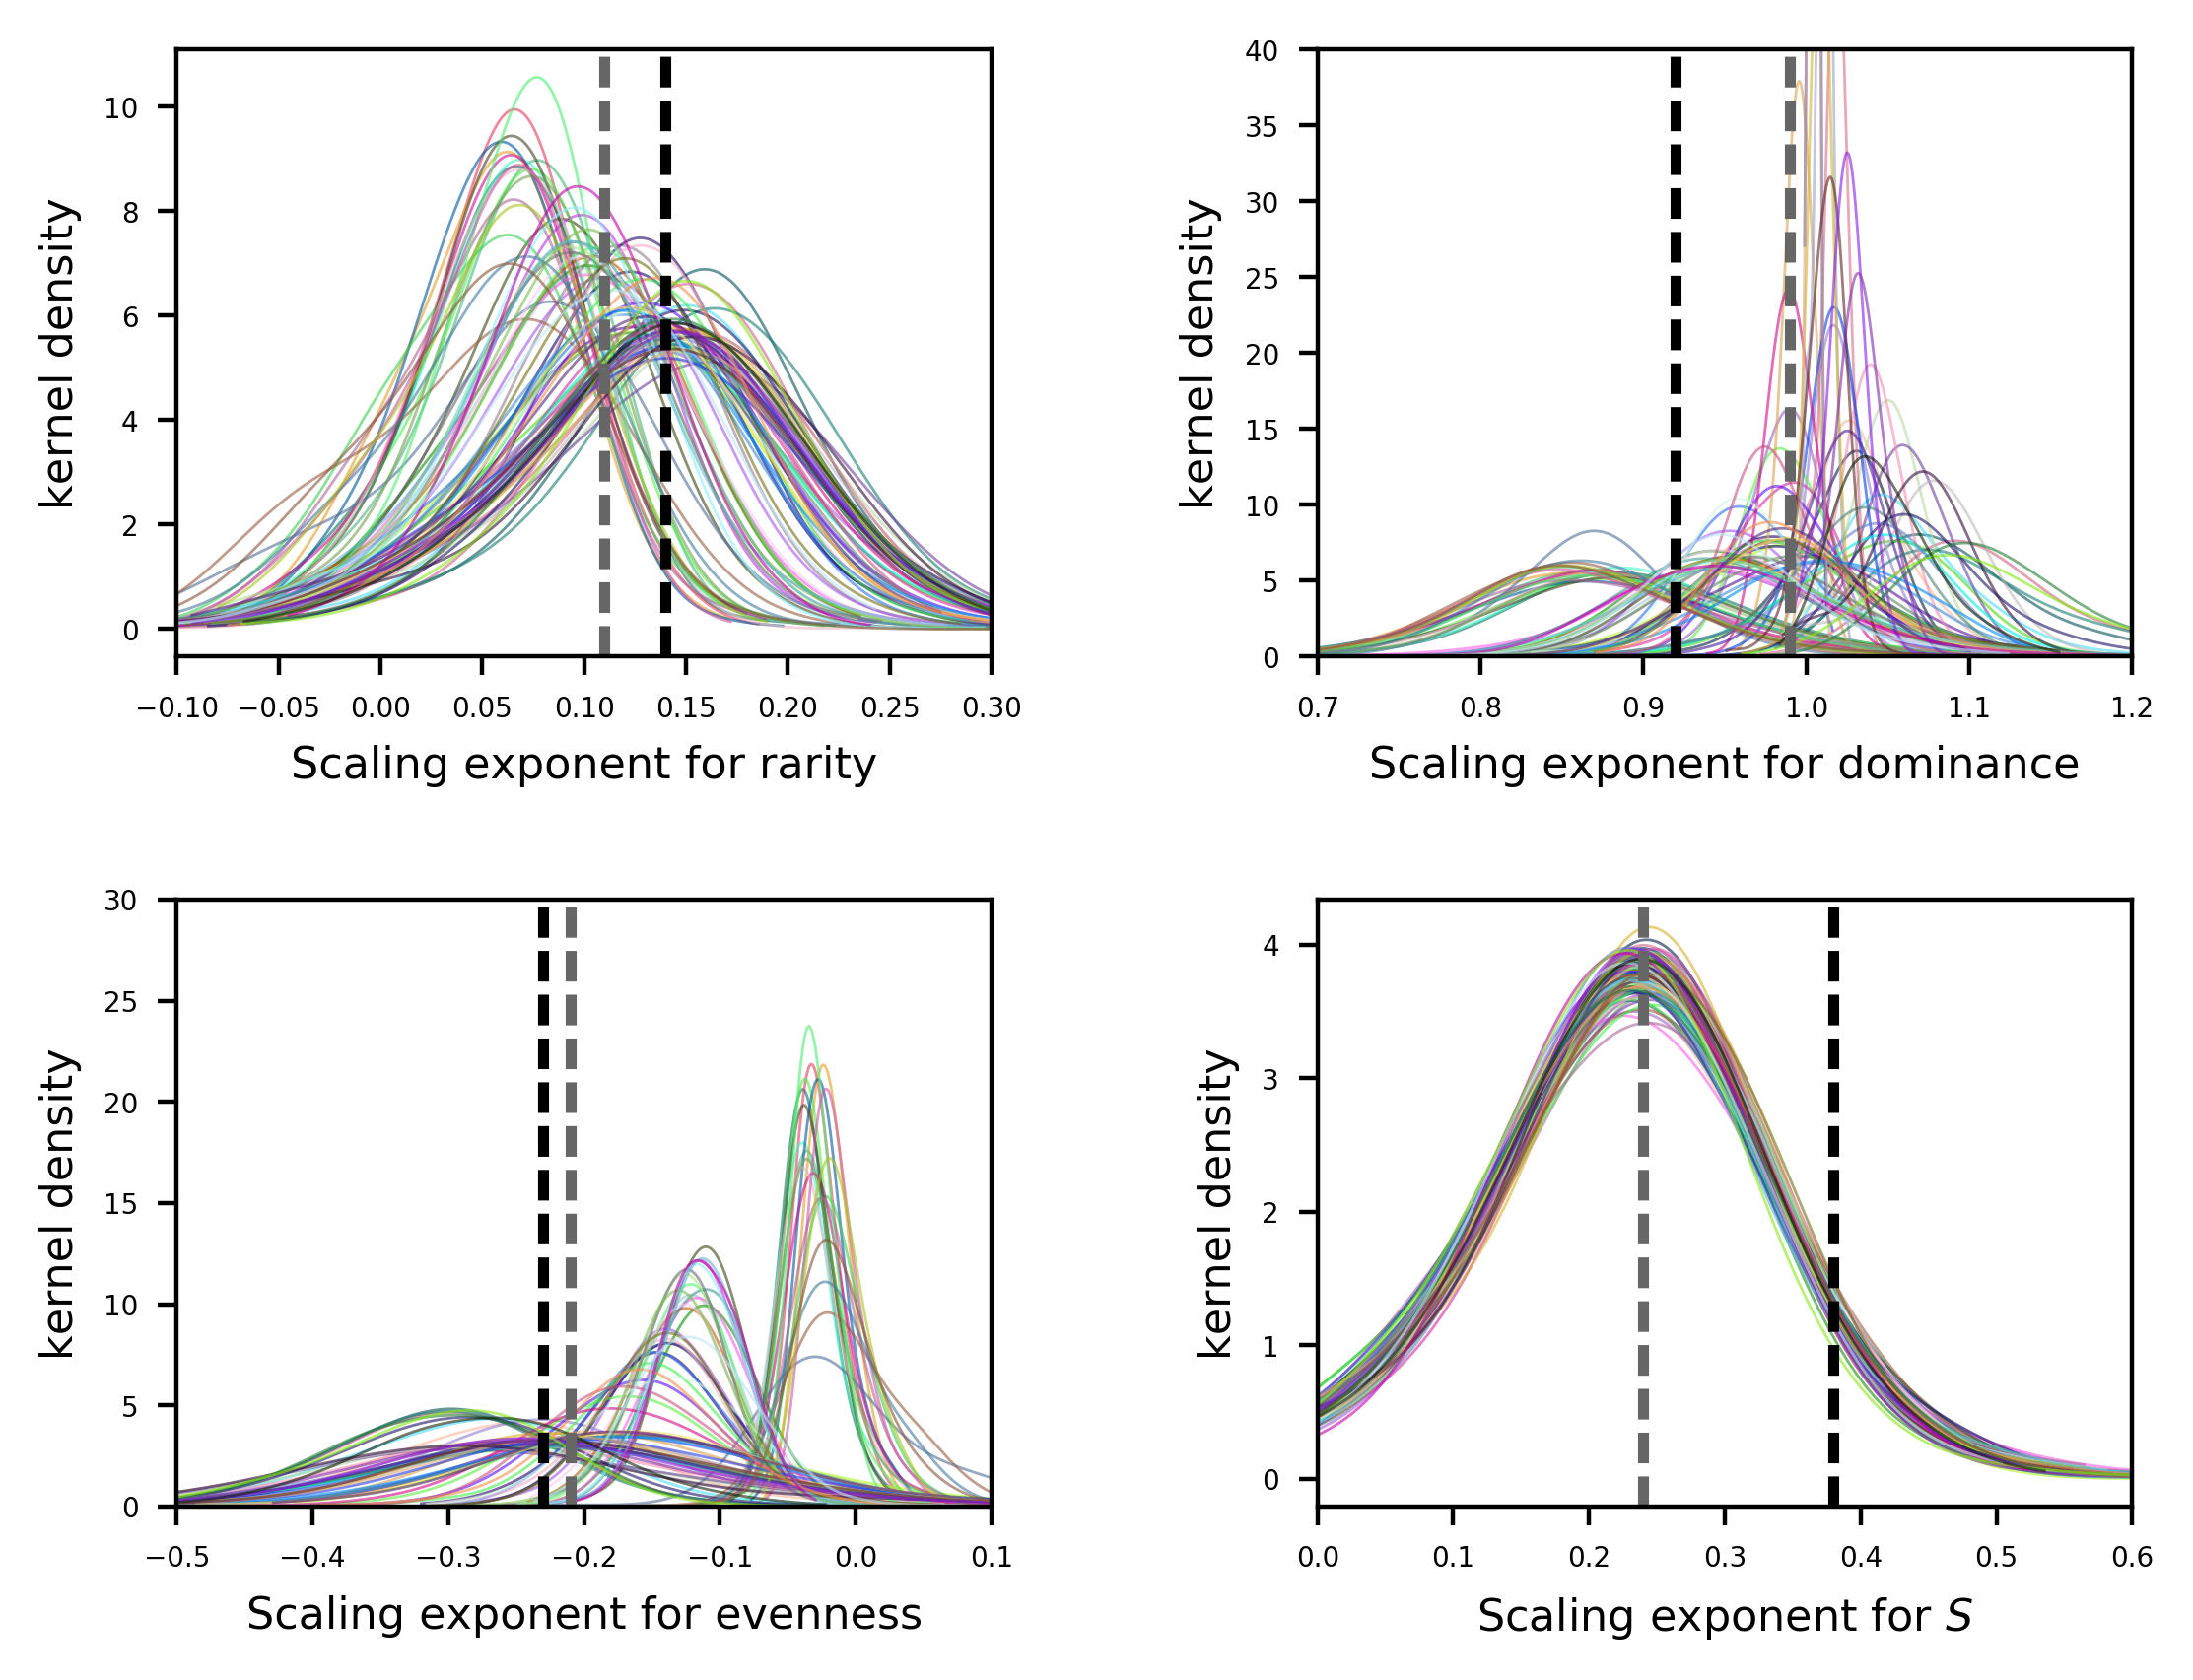 kernel density
10
8
6
4
2
0
−0.10 −0.05 0.00 0.05 0.10 0.15 0.20 0.25 0.30
Scaling exponent for rarity
kernel density
40
35
30
25
20
15
10
5
0
0.7 0.8 0.9 1.0 1.1 1.2
Scaling exponent for dominance
kernel density
30
25
20
15
10
5
0
−0.5 −0.4 −0.3 −0.2 −0.1 0.0 0.1
Scaling exponent for evenness
kernel density
4
3
2
1
0
0.0 0.1 0.2 0.3 0.4 0.5 0.6
Scaling exponent for S